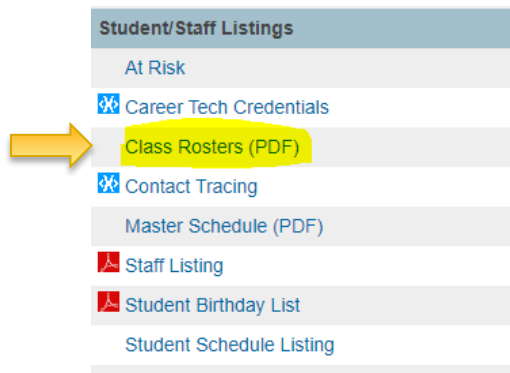 Student/Staff Listings
At Risk
Career Tech Credentials
Class Rosters (PDF)
Contact Tracing
Master Schedule (PDF)
Staff Listing
Student Birthday List
Student Schedule Listing